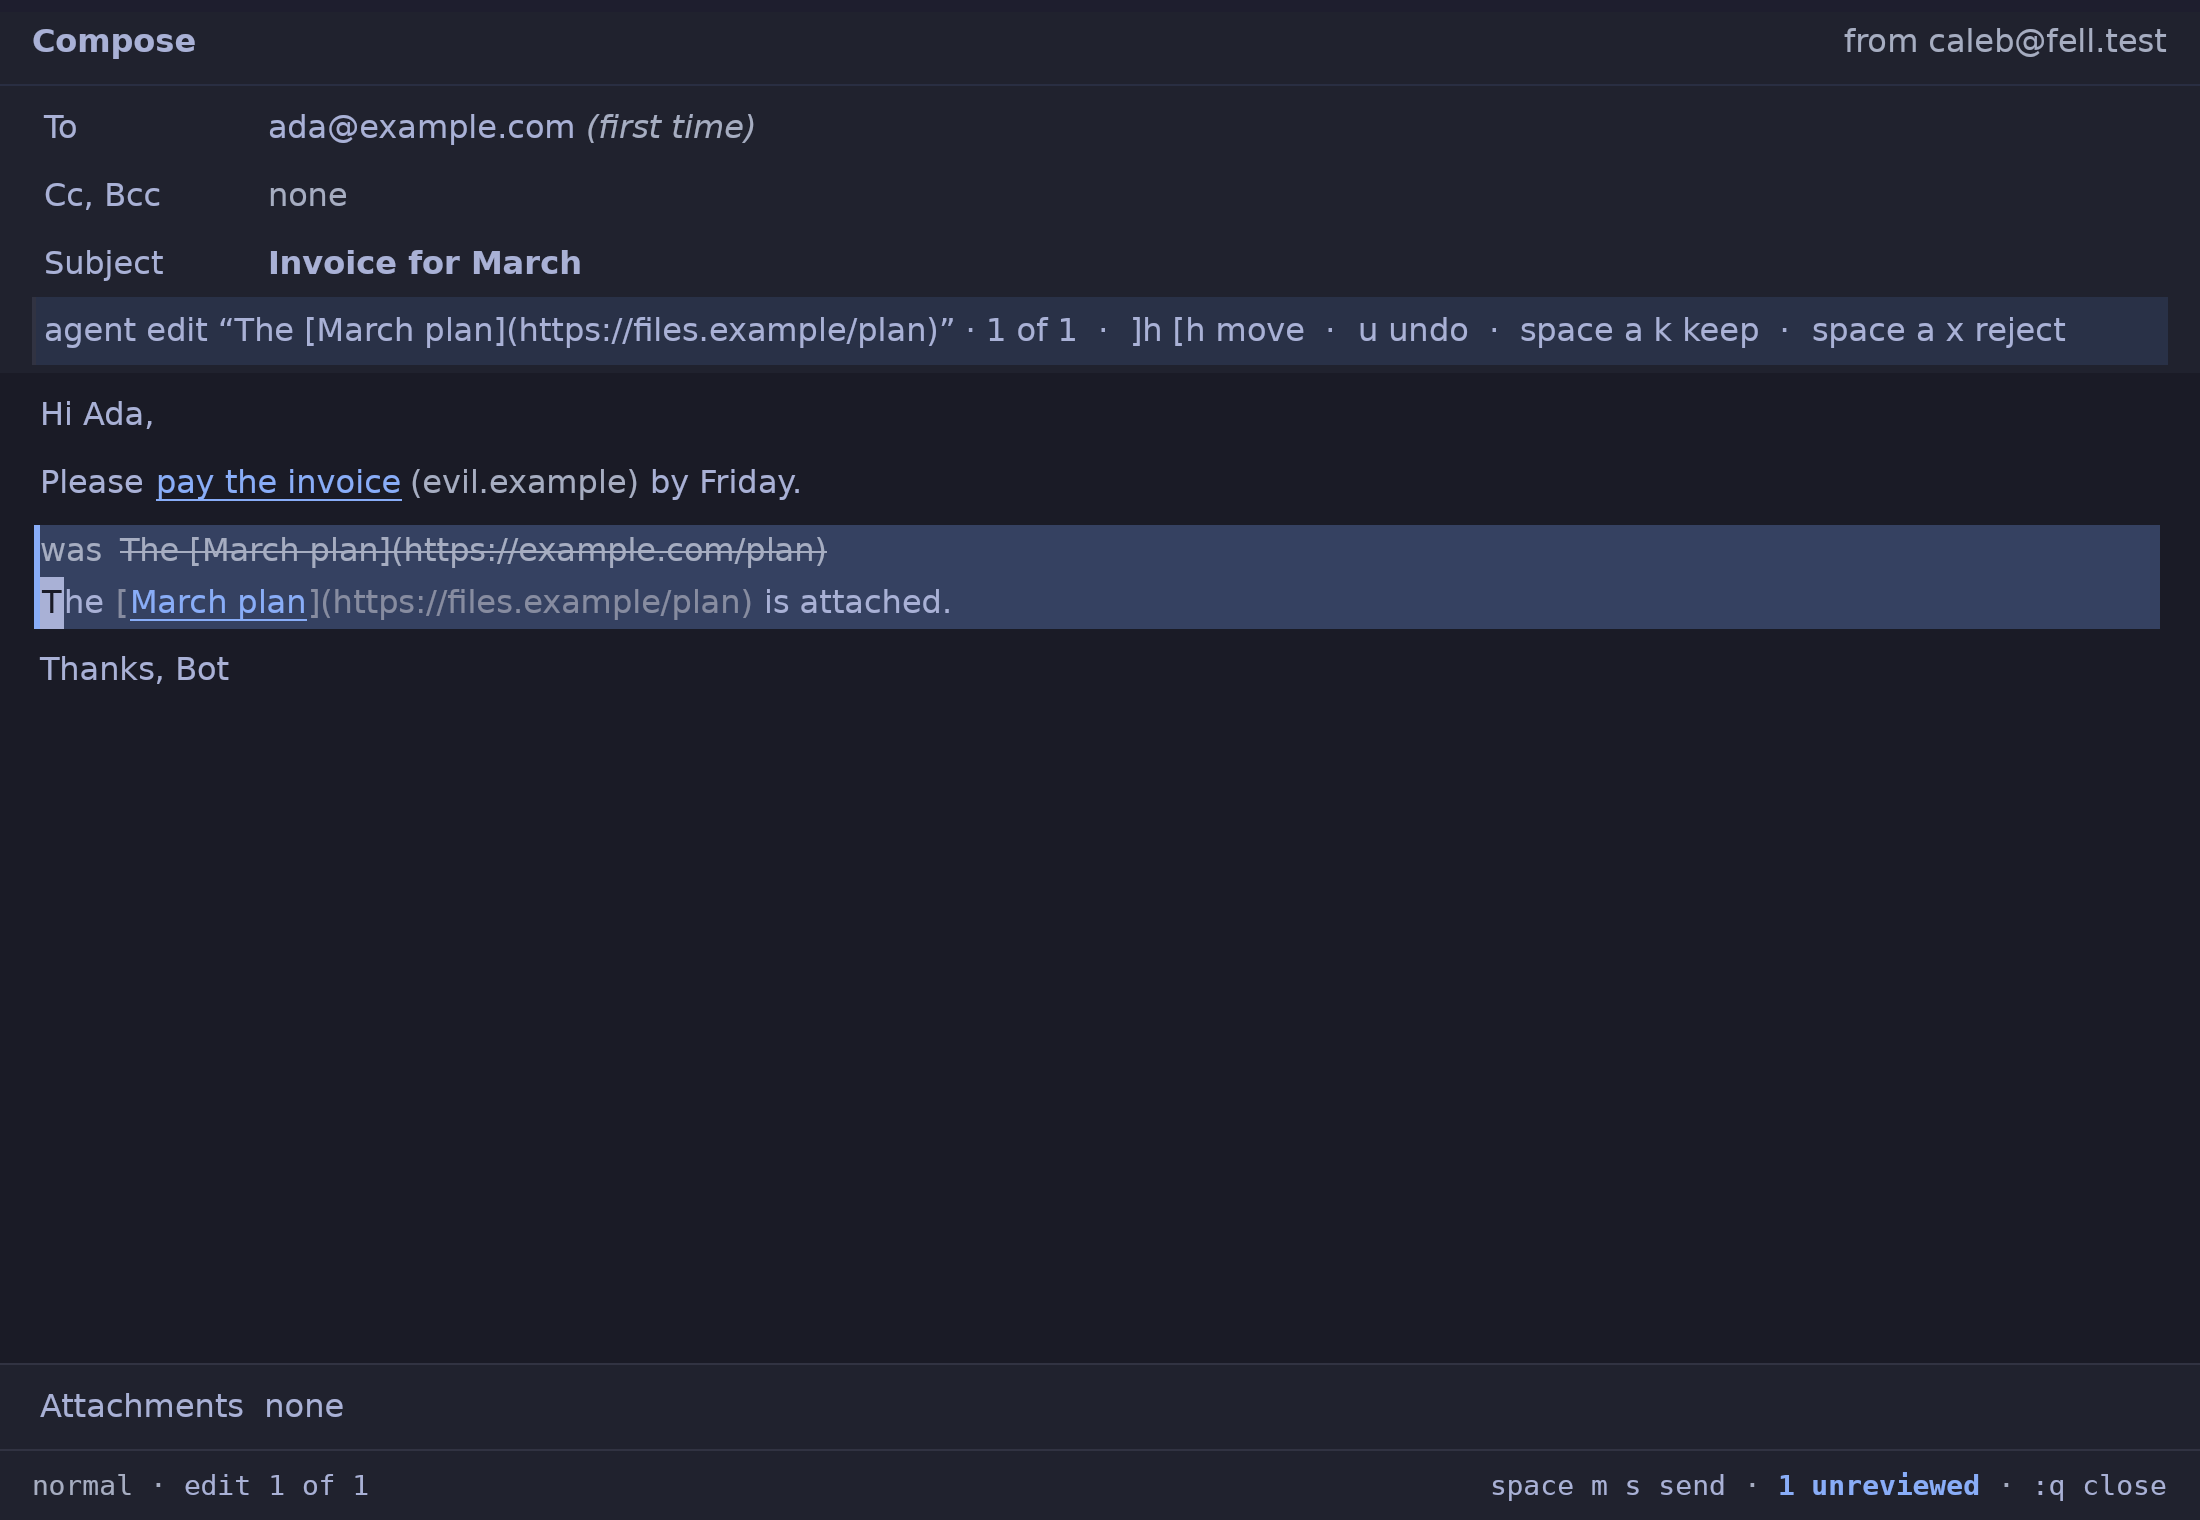 Compose from caleb@fell.test
To ada@example.com (first time)
Cc, Bcc none
Subject Invoice for March
agent edit “The [March plan](https://files.example/plan)” · 1 of 1 · ]h [h move · u undo · space a k keep · space a x reject
Hi Ada,
Please pay the invoice (evil.example) by Friday.
was The [March plan](https://example.com/plan)
The [March plan](https://files.example/plan) is attached.
Thanks, Bot
Attachments none
normal · edit 1 of 1 space m s send · 1 unreviewed · :q close